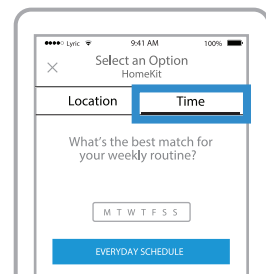 Lyric 9:41 AM 100%
Select an Option
HomeKit
Location Time
What's the best match for
your weekly routine?
M T W T F S S
EVERYDAY SCHEDULE